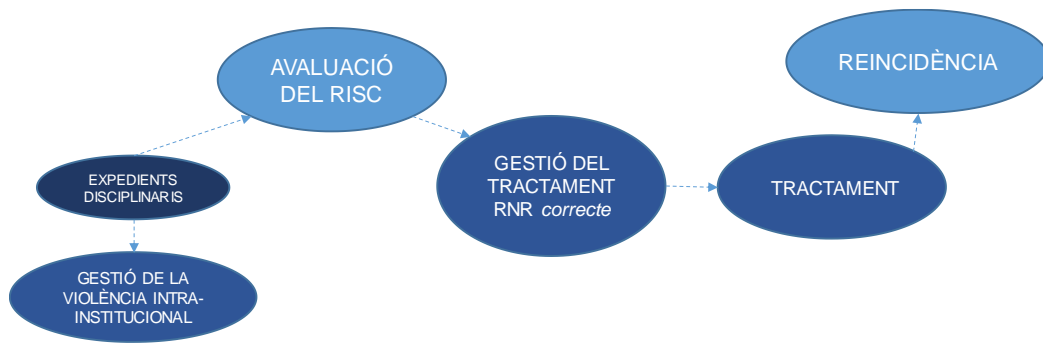 AVALUACIÓ
DEL RISC
REINCIDÈNCIA
EXPEDIENTS
DISCIPLINARIS
GESTIÓ DEL
TRACTAMENT
RNR correcte
TRACTAMENT
GESTIÓ DE LA
VIOLÈNCIA INTRA-
INSTITUCIONAL